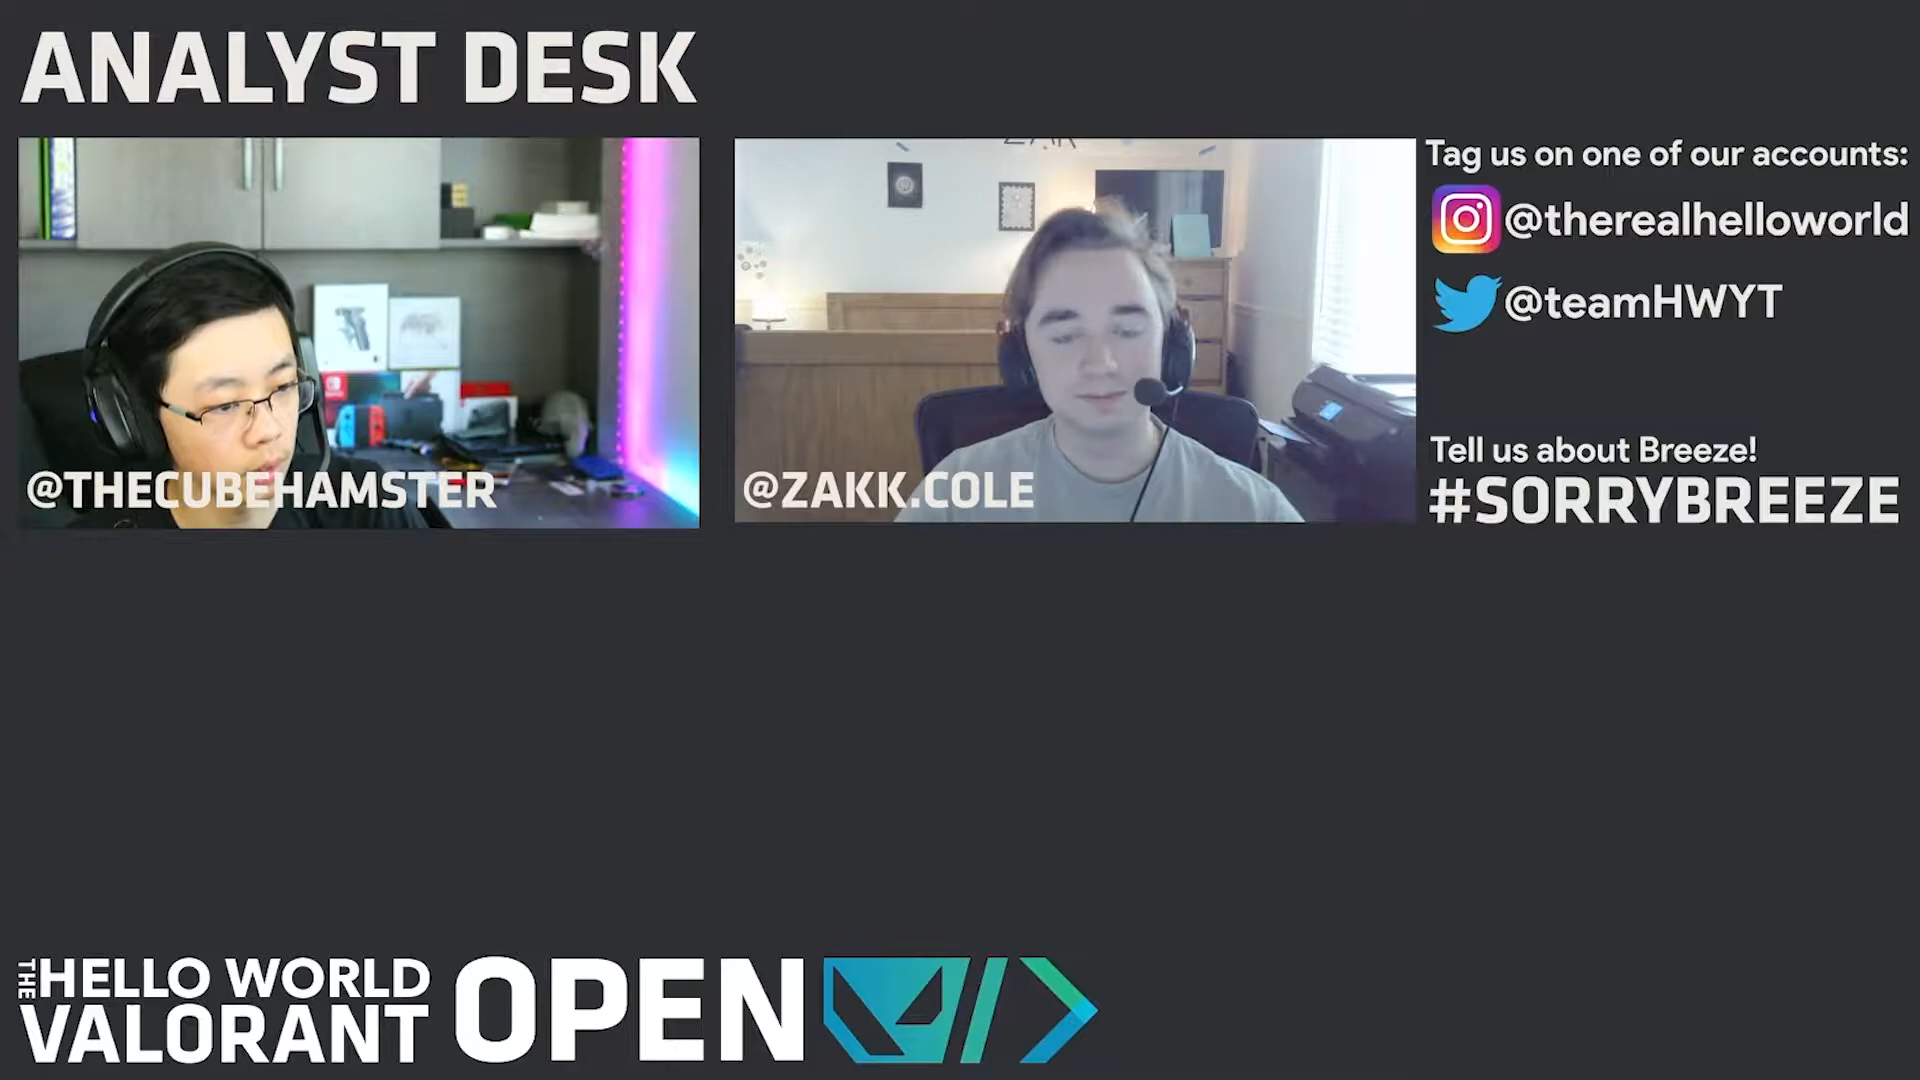 ANALYST DESK
@THECUBEHAMSTER
@ZAKK.COLE
Tag us on one of our accounts:
@therealhelloworld
@teamHWYT
Tell us about Breeze!
#SORRYBREEZE
THE HELLO WORLD
VALORANT OPEN